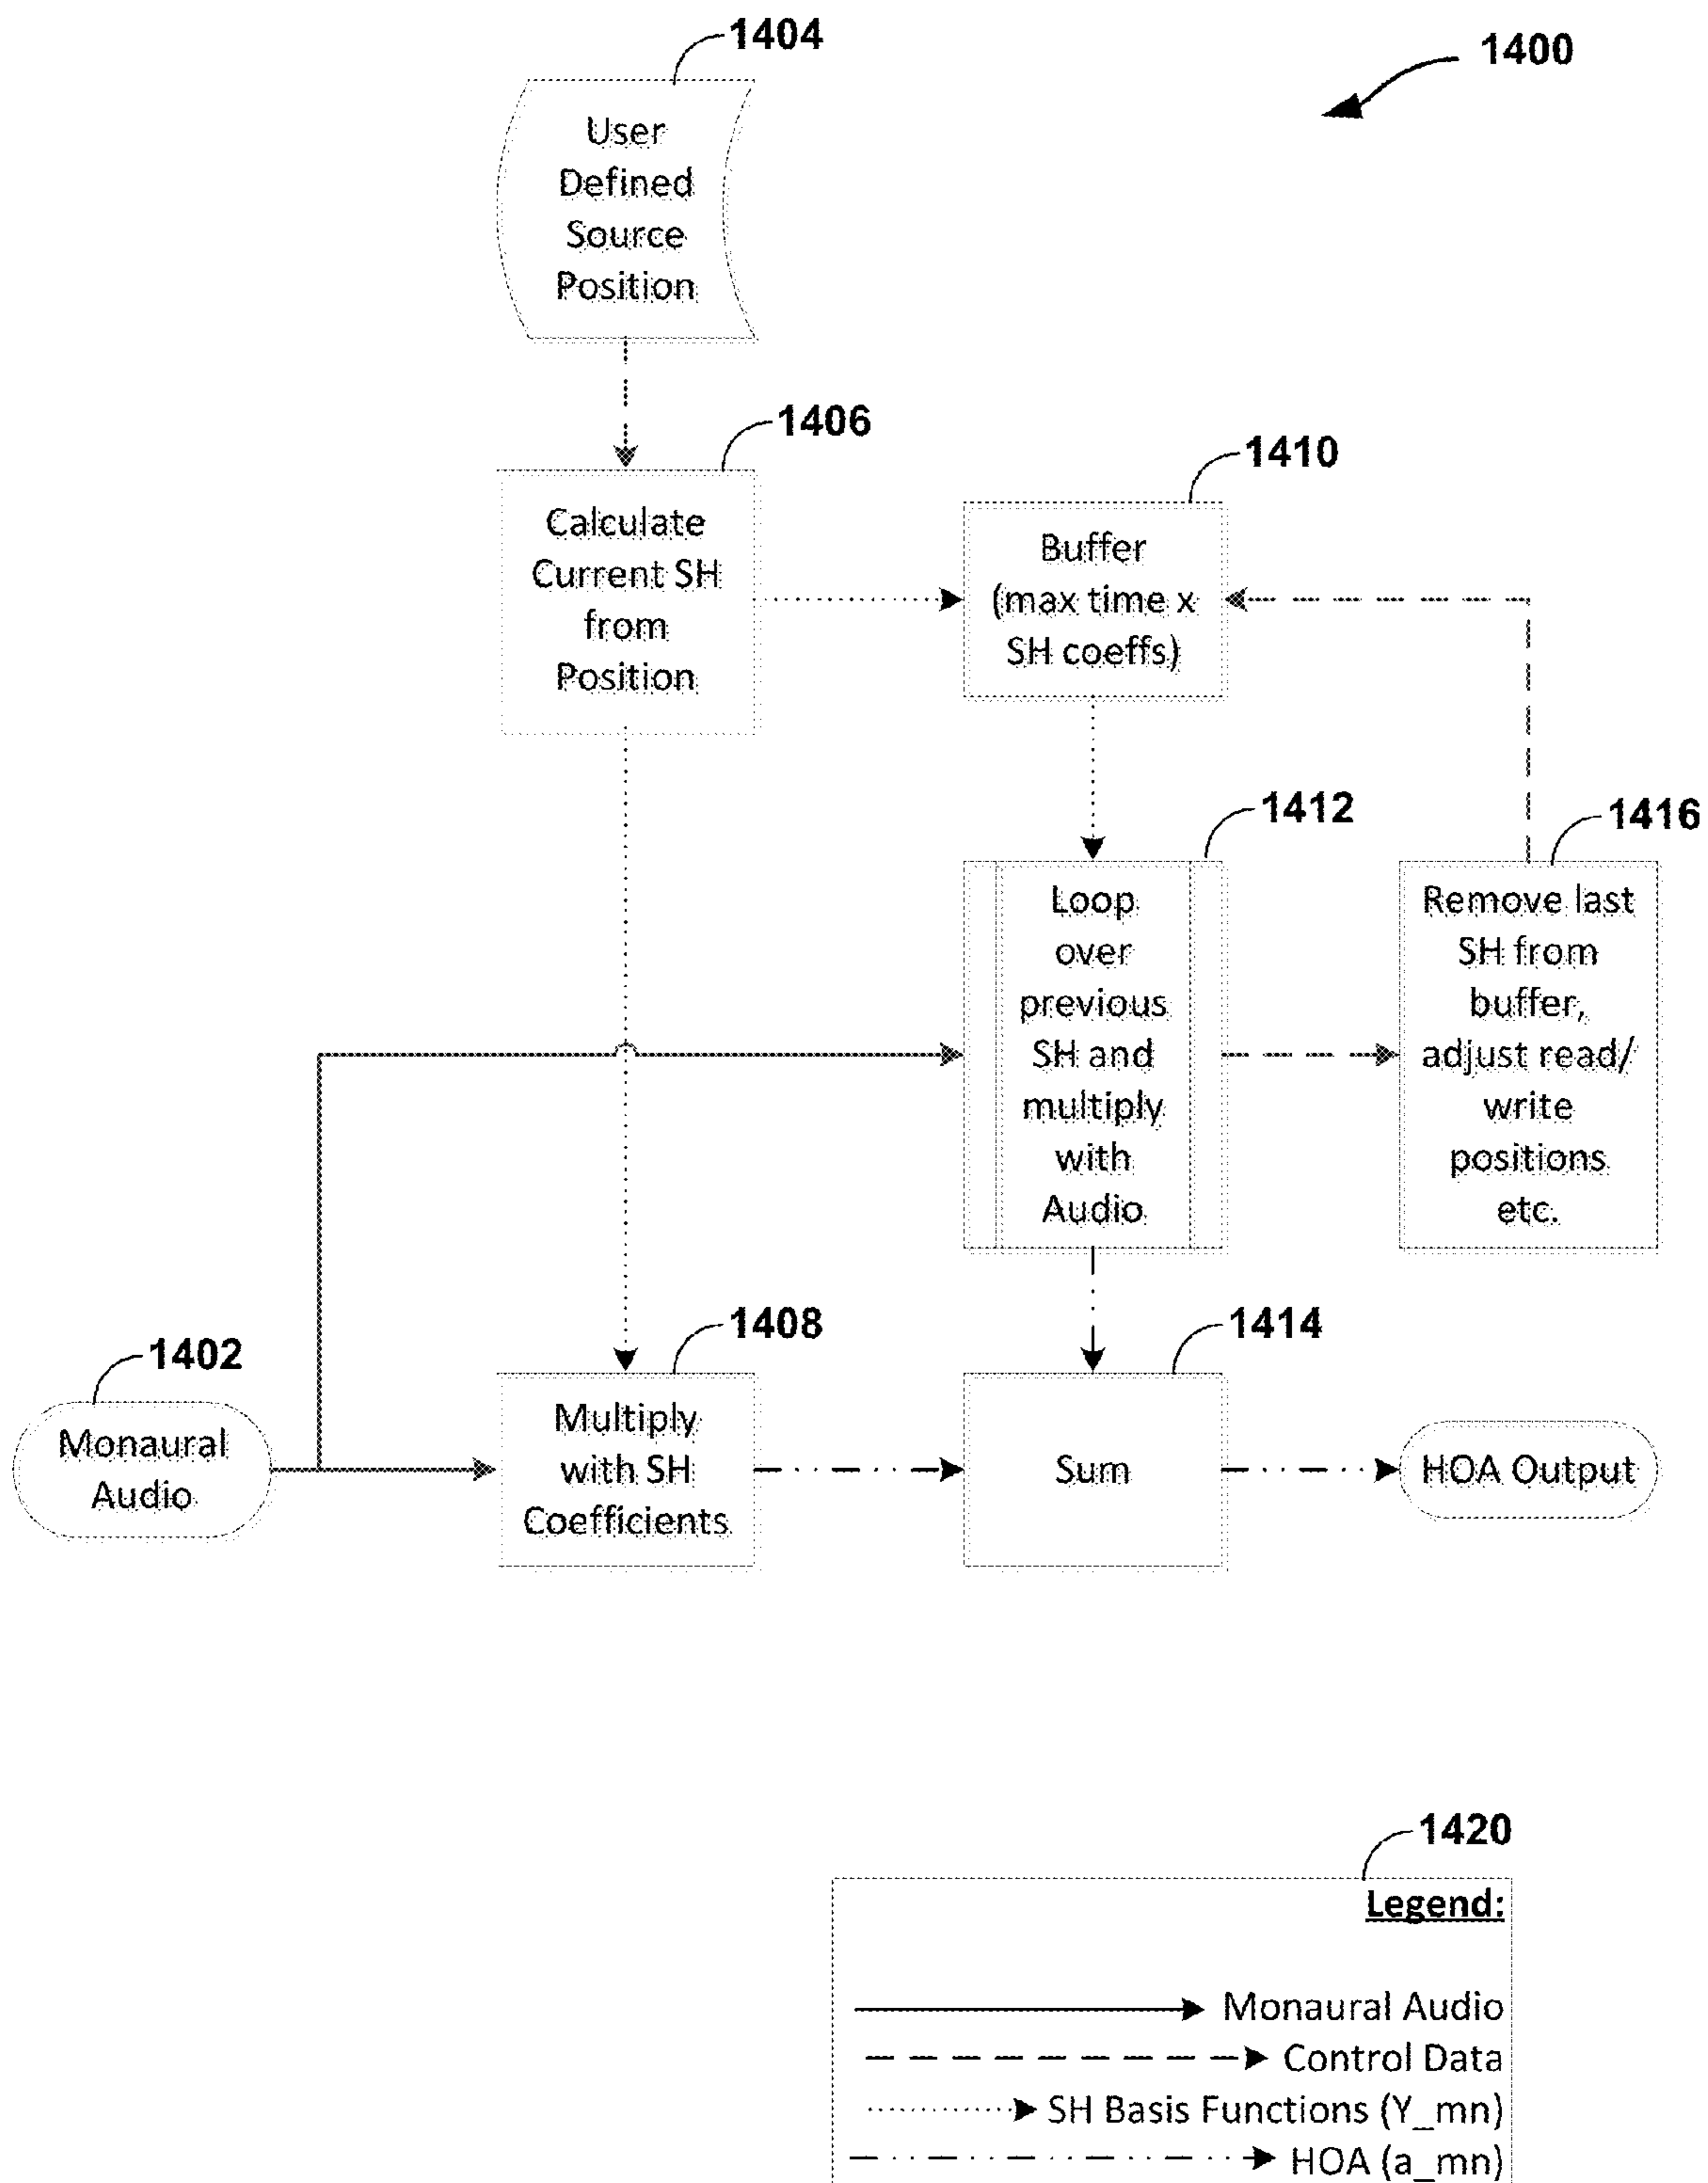 1404
1400
User
Defined
Source
Position
1406
Calculate
Current SH
from
Position
1410
Buffer
(max time x
SH coeffs)
1412
Loop
over
previous
SH and
multiply
with
Audio
1416
Remove last
SH from
buffer,
adjust read/
write
positions
etc.
1402
Monaural
Audio
1408
Multiply
with SH
Coefficients
1414
Sum
HOA Output
1420
Legend:
Monaural Audio
Control Data
SH Basis Functions (Y_mn)
HOA (a_mn)